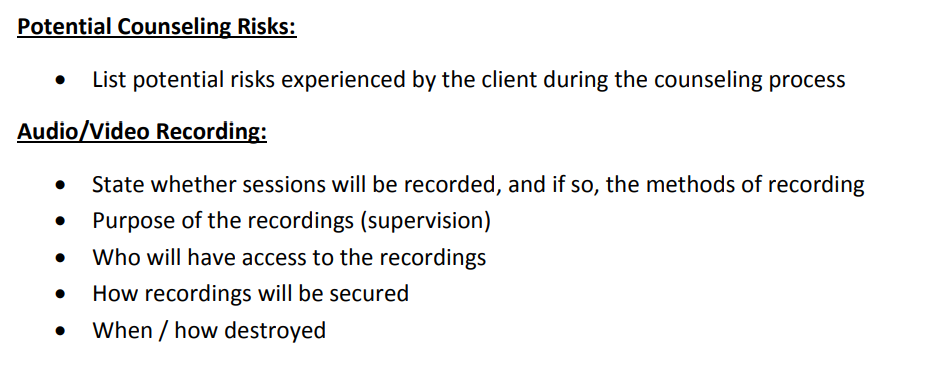 Potential Counseling Risks:
• List potential risks experienced by the client during the counseling process
Audio/Video Recording:
• State whether sessions will be recorded, and if so, the methods of recording
• Purpose of the recordings (supervision)
• Who will have access to the recordings
• How recordings will be secured
• When / how destroyed